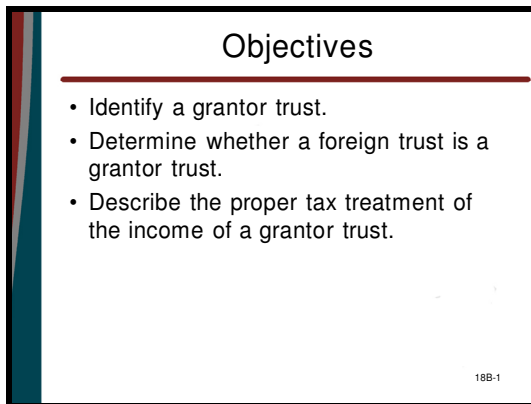 Objectives
• Identify a grantor trust.
• Determine whether a foreign trust is a
grantor trust.
• Describe the proper tax treatment of
the income of a grantor trust.
18B-1